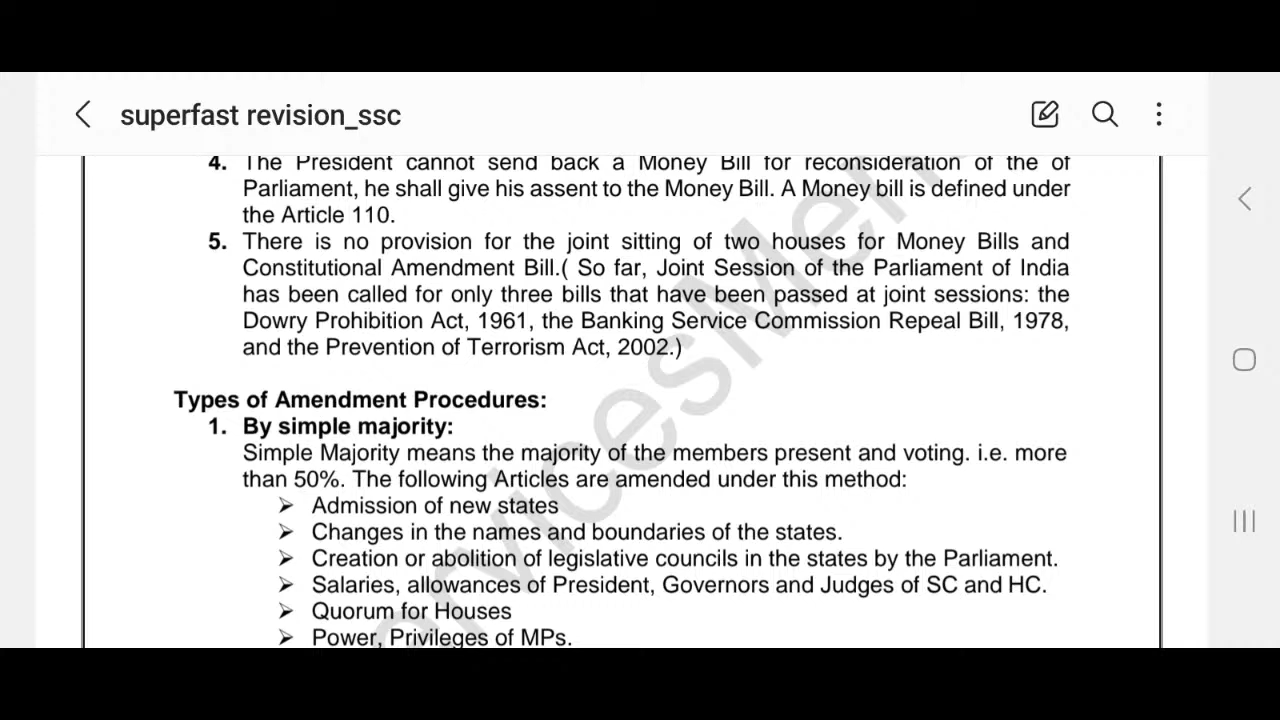 superfast revision_ssc
4. The President cannot send back a Money Bill for reconsideration of the of
Parliament, he shall give his assent to the Money Bill. A Money bill is defined under
the Article 110.
5. There is no provision for the joint sitting of two houses for Money Bills and
Constitutional Amendment Bill.( So far, Joint Session of the Parliament of India
has been called for only three bills that have been passed at joint sessions: the
Dowry Prohibition Act, 1961, the Banking Service Commission Repeal Bill, 1978,
and the Prevention of Terrorism Act, 2002.)
Types of Amendment Procedures:
1. By simple majority:
Simple Majority means the majority of the members present and voting. i.e. more
than 50%. The following Articles are amended under this method:
➢ Admission of new states
➢ Changes in the names and boundaries of the states.
➢ Creation or abolition of legislative councils in the states by the Parliament.
➢ Salaries, allowances of President, Governors and Judges of SC and HC.
➢ Quorum for Houses
➢ Power, Privileges of MPs.